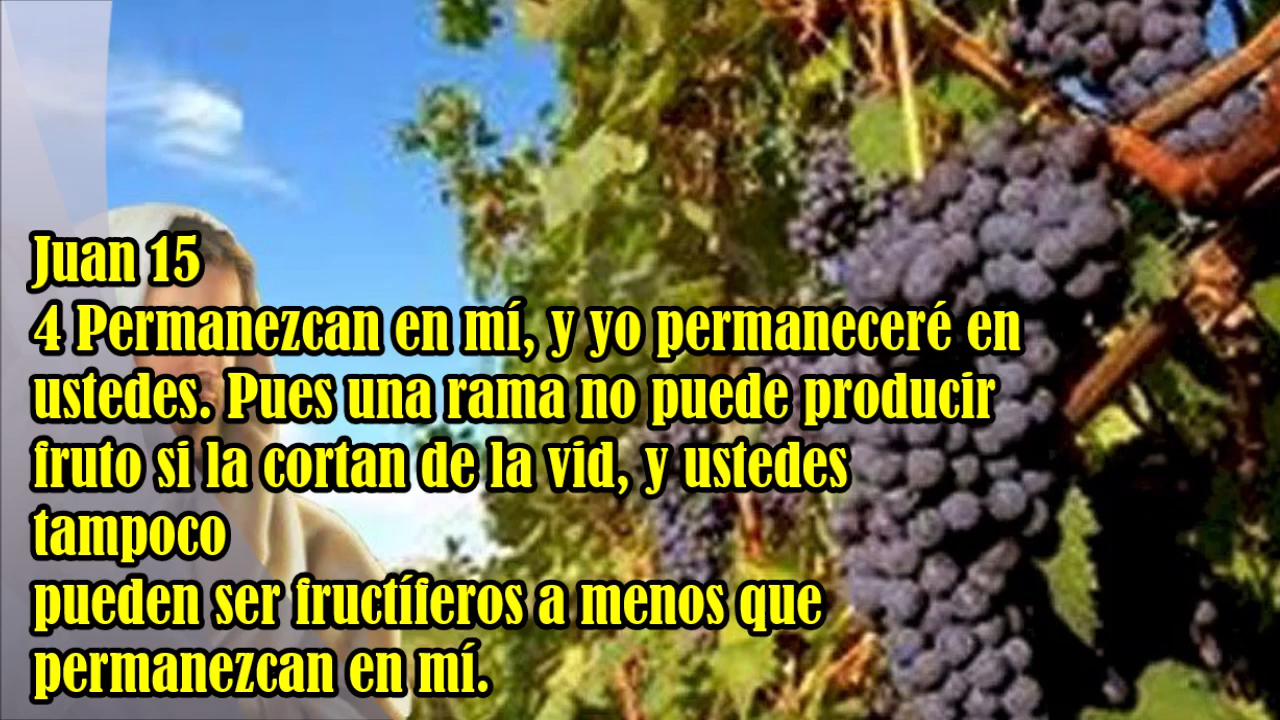 Juan 15
4 Permanezcan en mí, y yo permaneceré en
ustedes. Pues una rama no puede producir
fruto si la cortan de la vid, y ustedes
tampoco
pueden ser fructíferos a menos que
permanezcan en mí.